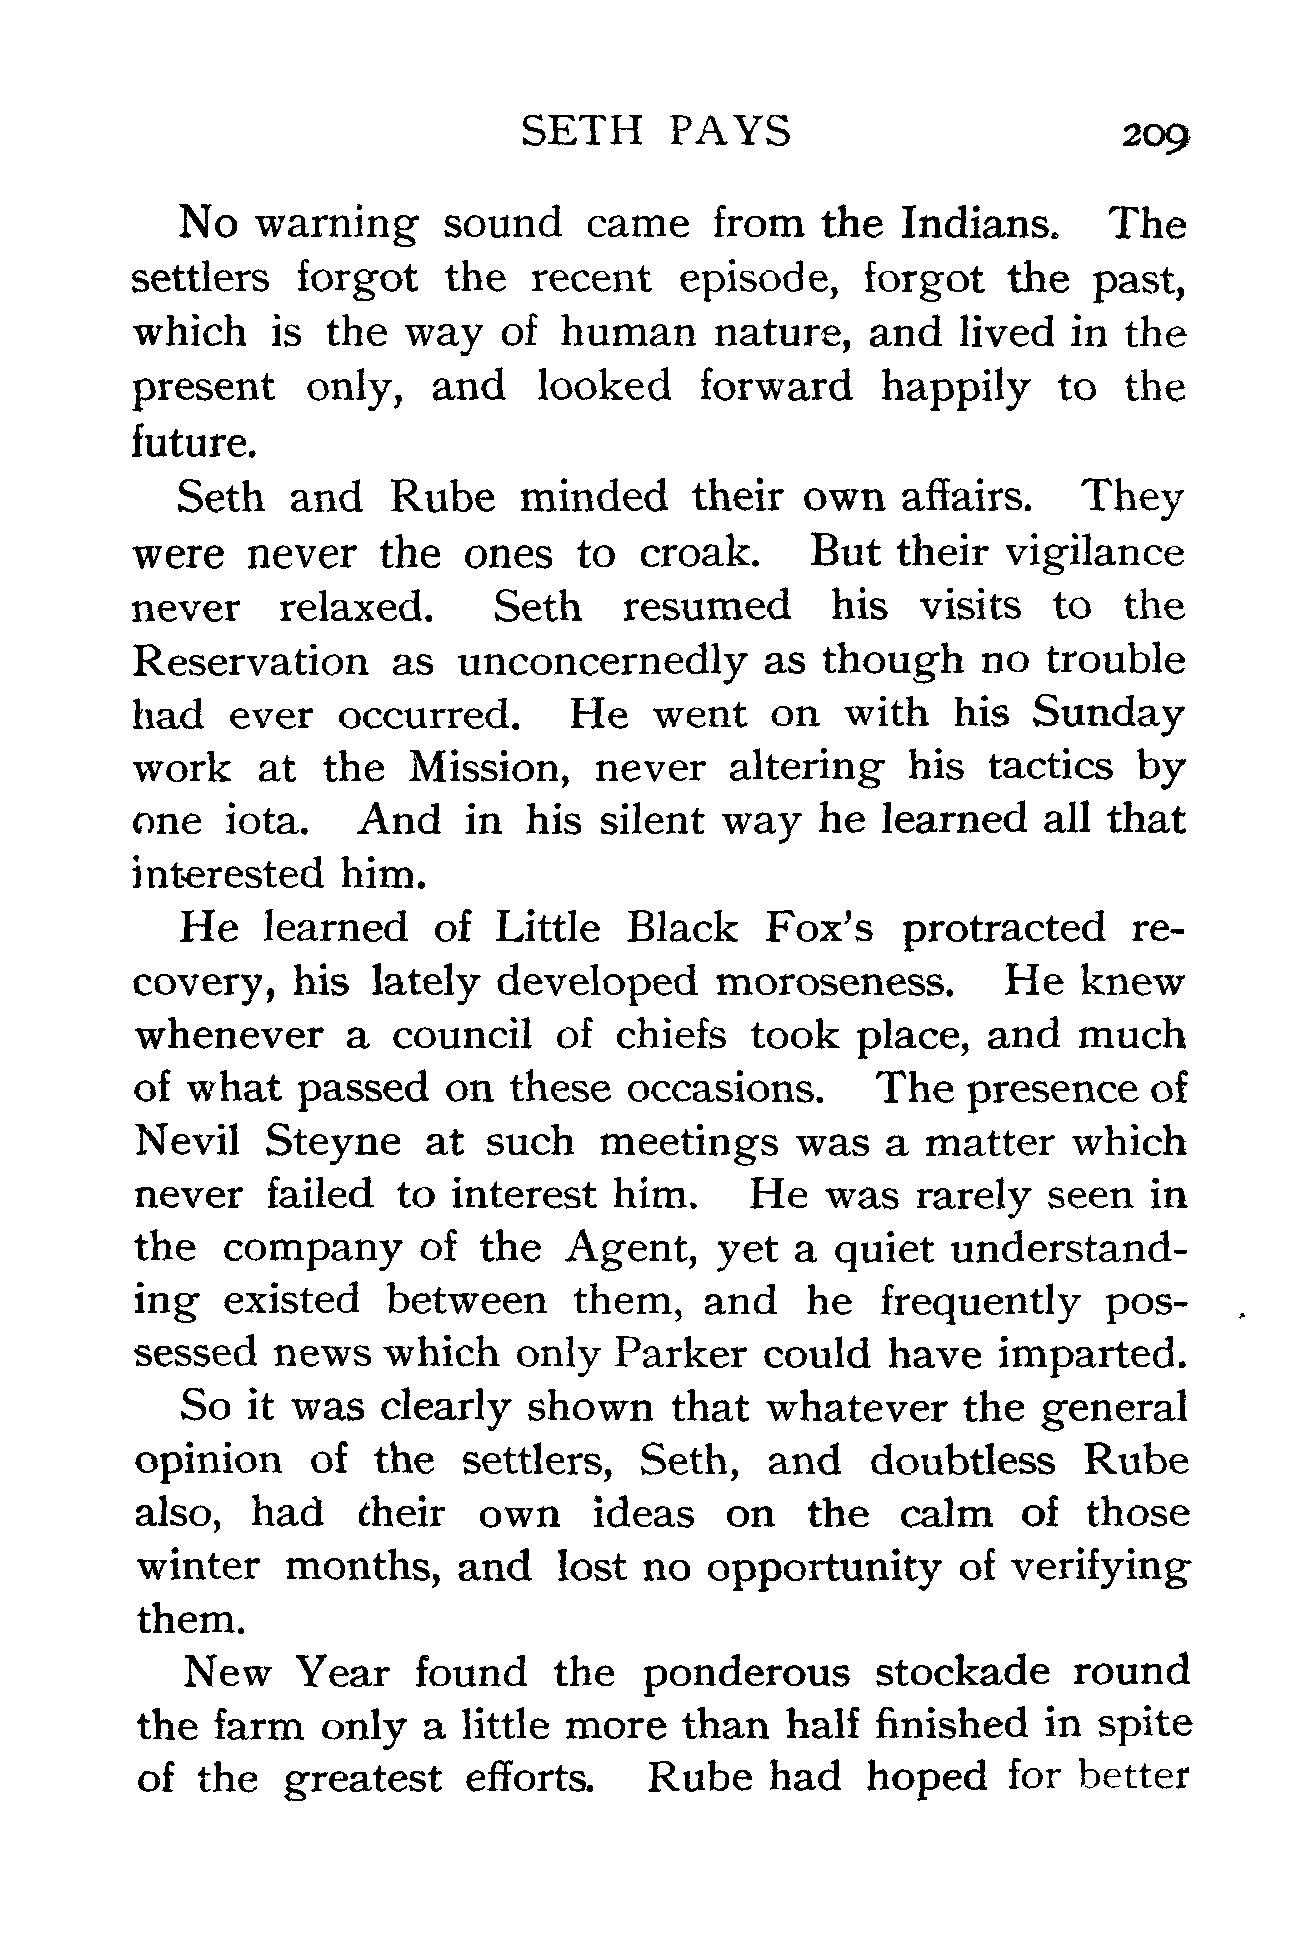 SETH PAYS 209
No warning sound came from the Indians. The
settlers forgot the recent episode, forgot the past,
which is the way of human nature, and lived in the
present only, and looked forward happily to the
future.
Seth and Rube minded their own affairs. They
were never the ones to croak. But their vigilance
never relaxed. Seth resumed his visits to the
Reservation as unconcernedly as though no trouble
had ever occurred. He went on with his Sunday
work at the Mission, never altering his tactics by
one iota. And in his silent way he learned all that
interested him.
He learned of Little Black Fox's protracted re-
covery, his lately developed moroseness. He knew
whenever a council of chiefs took place, and much
of what passed on these occasions. The presence of
Nevil Steyne at such meetings was a matter which
never failed to interest him. He was rarely seen in
the company of the Agent, yet a quiet understand-
ing existed between them, and he frequently pos-
sessed news which only Parker could have imparted.
So it was clearly shown that whatever the general
opinion of the settlers, Seth, and doubtless Rube
also, had their own ideas on the calm of those
winter months, and lost no opportunity of verifying
them.
New Year found the ponderous stockade round
the farm only a little more than half finished in spite
of the greatest efforts. Rube had hoped for better